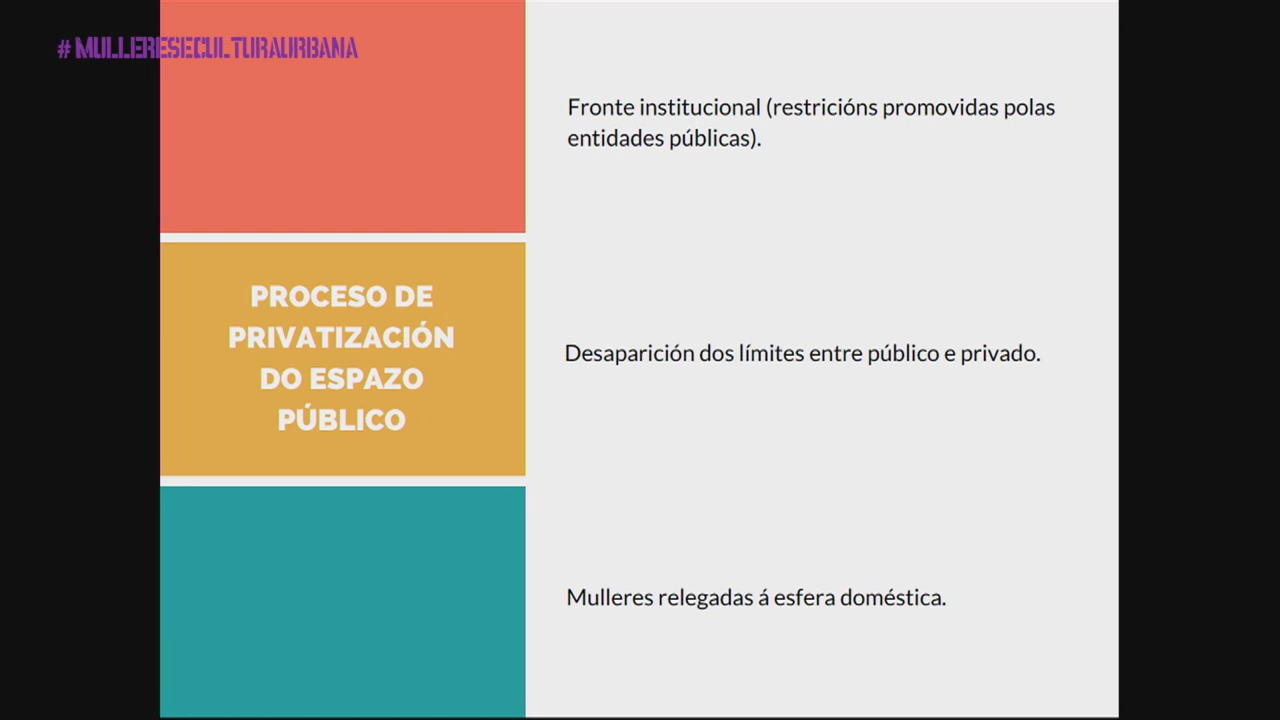 #MULLERESECULTURAURBANA
Fronte institucional (restricións promovidas polas
entidades públicas).
PROCESO DE
PRIVATIZACIÓN
DO ESPAZO
PÚBLICO
Desaparición dos límites entre público e privado.
Mulleres relegadas á esfera doméstica.